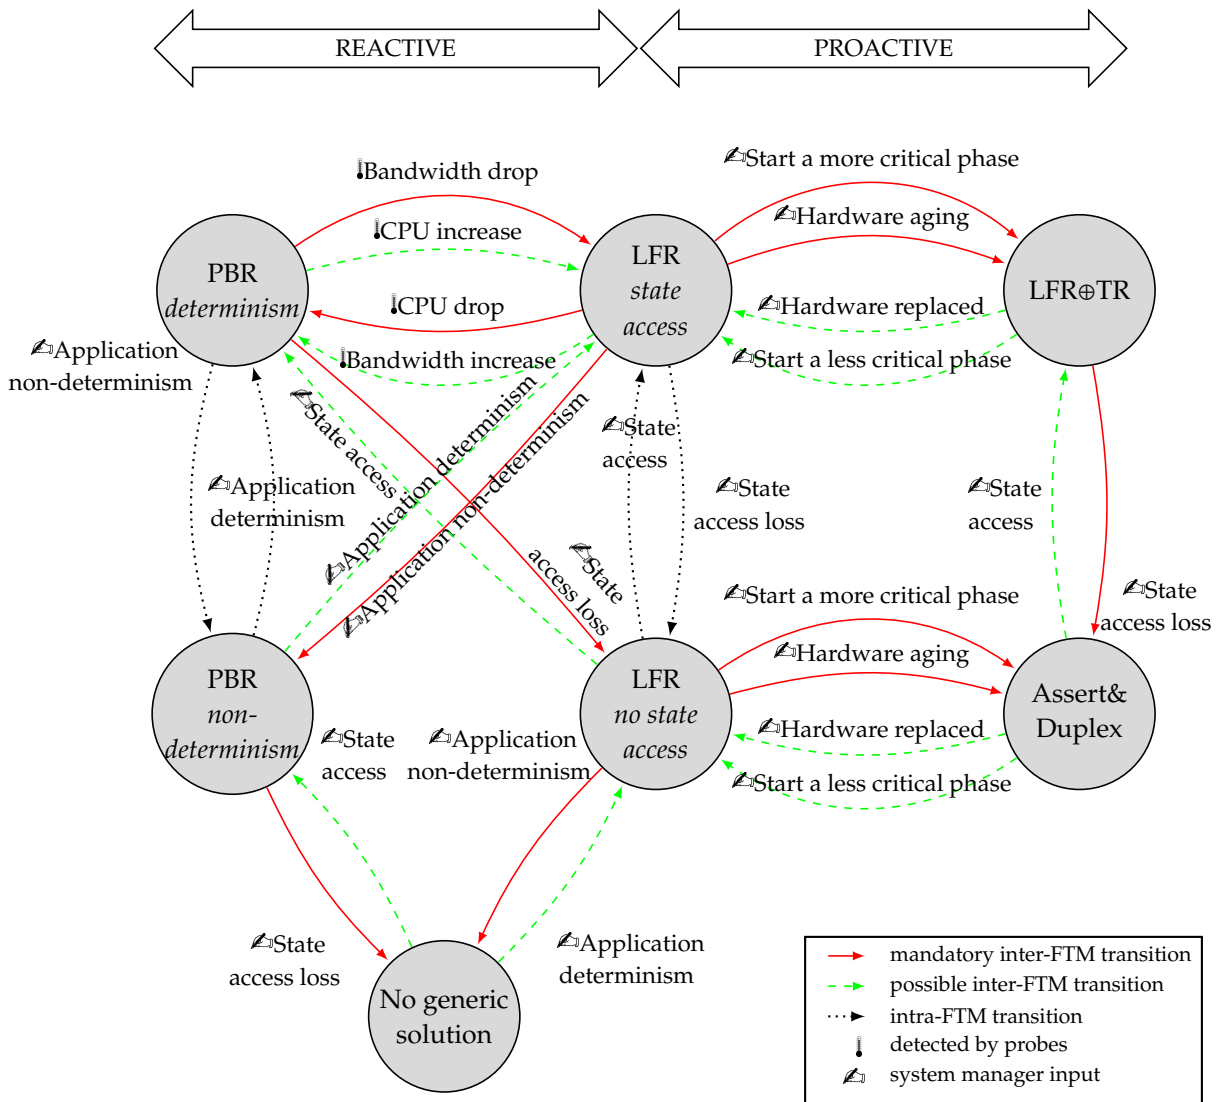 REACTIVE
PROACTIVE
Bandwidth drop
Start a more critical phase
CPU increase
Hardware aging
PBR
determinism
LFR
state
access
LFR⊕TR
CPU drop
Hardware replaced
Bandwidth increase
Start a less critical phase
Application
non-determinism
State access
Application determinism
Application non-determinism
State
access
Application
determinism
State
access loss
State
access
State
access loss
State
access loss
Start a more critical phase
Hardware aging
PBR
non-
determinism
LFR
no state
access
Assert&
Duplex
State
access
Application
non-determinism
Hardware replaced
Start a less critical phase
State
access loss
Application
determinism
No generic
solution
mandatory inter-FTM transition
possible inter-FTM transition
intra-FTM transition
detected by probes
system manager input